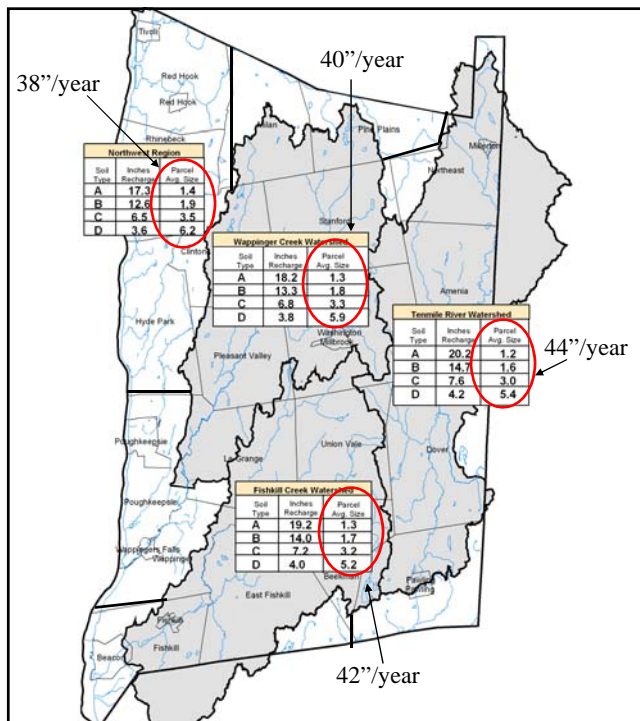 40”/year
38”/year
Tivoli
Red Hook
Red Hook
Rhinebeck
Milan
Pine Plains
Millerton
Northeast
Northwest Region
Soil Type Inches Recharge Parcel Avg. Size
A 17.3 1.4
B 12.6 1.9
C 6.5 3.5
D 3.6 6.2
Clinton
Stanford
Wappinger Creek Watershed
Soil Type Inches Recharge Parcel Avg. Size
A 18.2 1.3
B 13.3 1.8
C 6.8 3.3
D 3.8 5.9
Amenia
Tenmile River Watershed
Soil Type Inches Recharge Parcel Avg. Size
A 20.2 1.2
B 14.7 1.6
C 7.6 3.0
D 4.2 5.4
44”/year
Hyde Park
Washington
Millbrook
Pleasant Valley
Poughkeepsie
Union Vale
La Grange
Dover
Poughkeepsie
Fishkill Creek Watershed
Soil Type Inches Recharge Parcel Avg. Size
A 19.2 1.3
B 14.0 1.7
C 7.2 3.2
D 4.0 5.2
Wappingers Falls
Wappinger
Beekman
Pawling
Pawling
East Fishkill
Fishkill
Fishkill
Beacon
42”/year